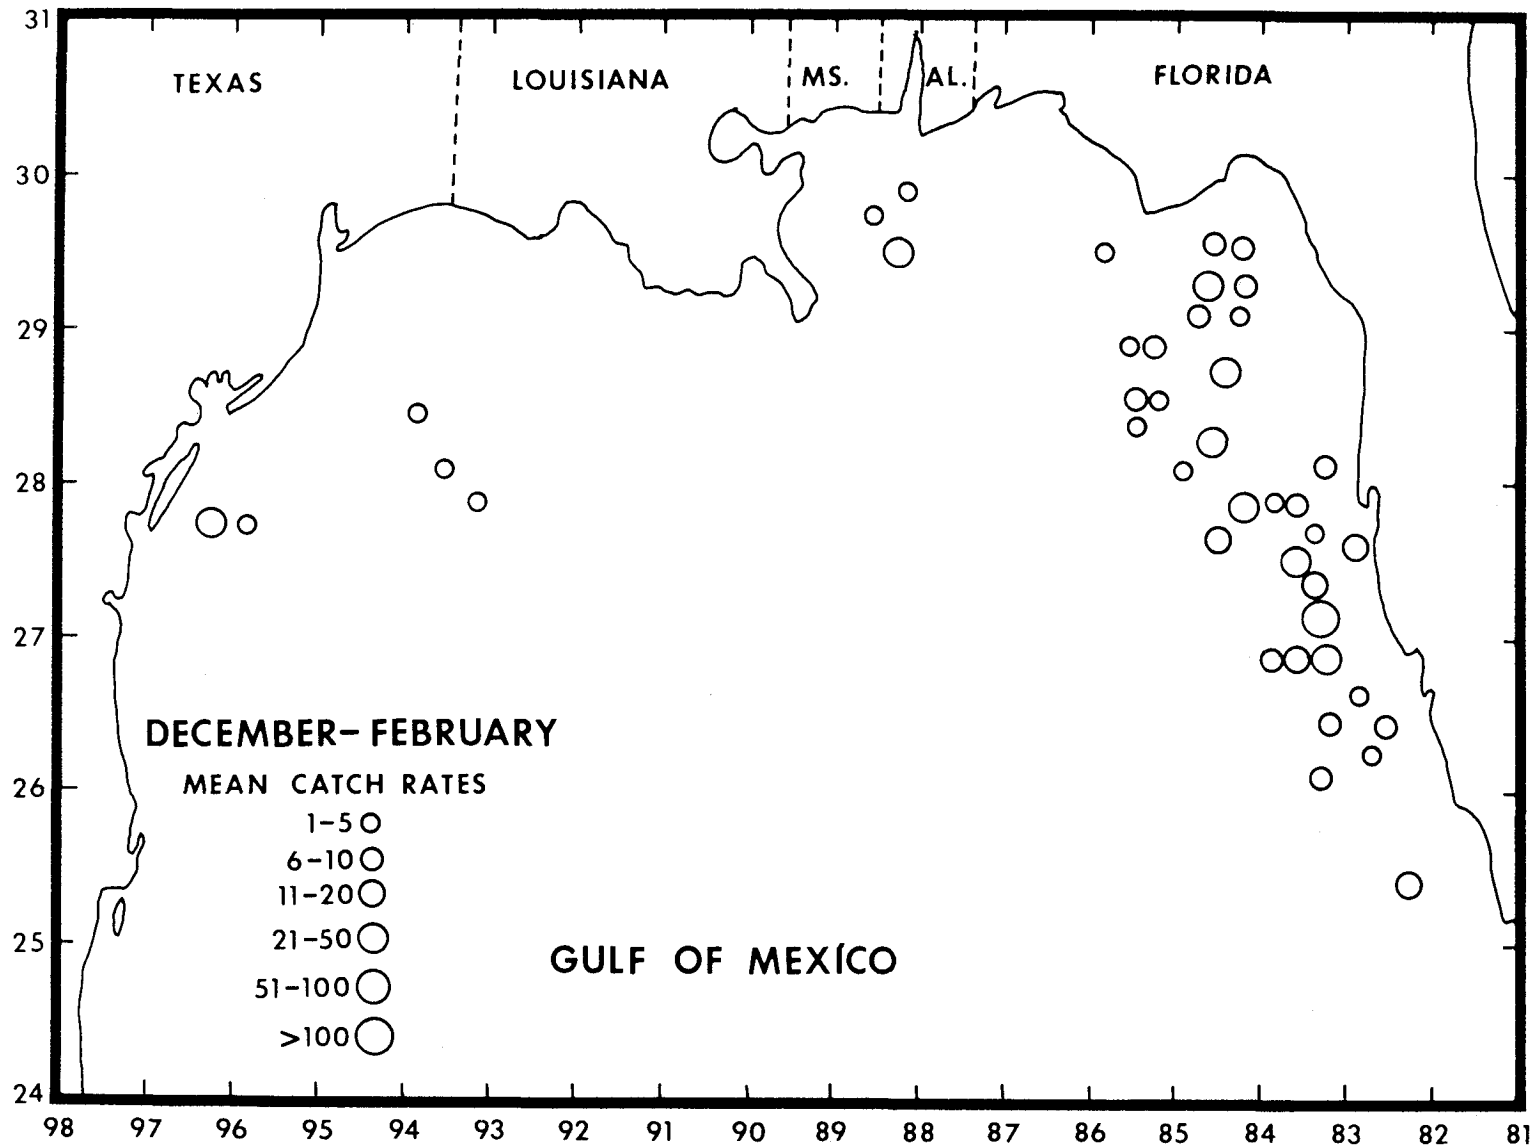 31
TEXAS LOUISIANA MS. AL. FLORIDA
30
29
28
27
DECEMBER-FEBRUARY
MEAN CATCH RATES
26
1-5
6-10
11-20
21-50
25
GULF OF MEXÍCO
51-100
>100
24
98 97 96 95 94 93 92 91 90 89 88 87 86 85 84 83 82 81